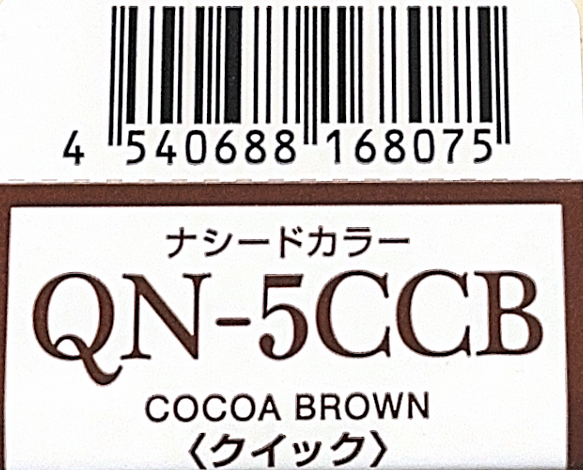 4 540688 168075
ナシードカラー
QN-5CCB
COCOA BROWN
〈クイック〉